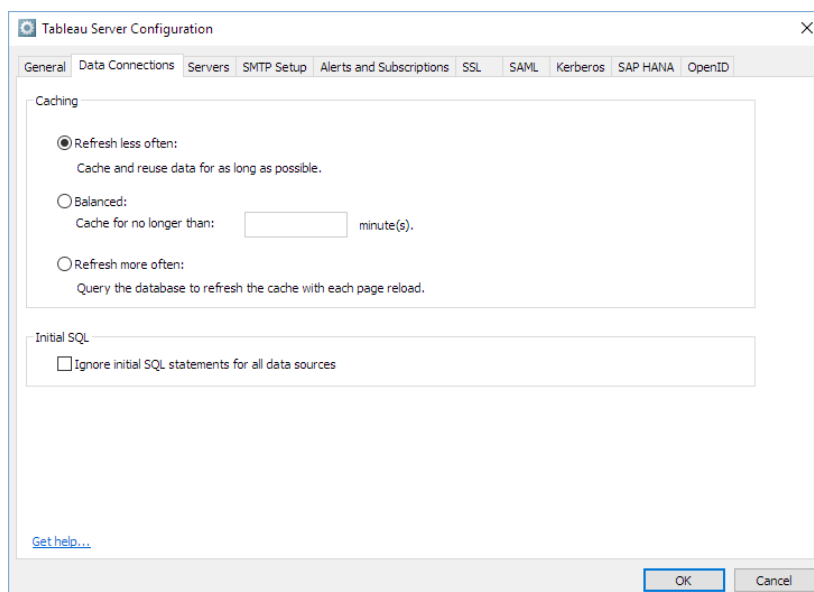 Tableau Server Configuration
General Data Connections Servers SMTP Setup Alerts and Subscriptions SSL SAML Kerberos SAP HANA OpenID
Caching
Refresh less often:
Cache and reuse data for as long as possible.
Balanced:
Cache for no longer than: minute(s).
Refresh more often:
Query the database to refresh the cache with each page reload.
Initial SQL
Ignore initial SQL statements for all data sources
Get help...
OK Cancel